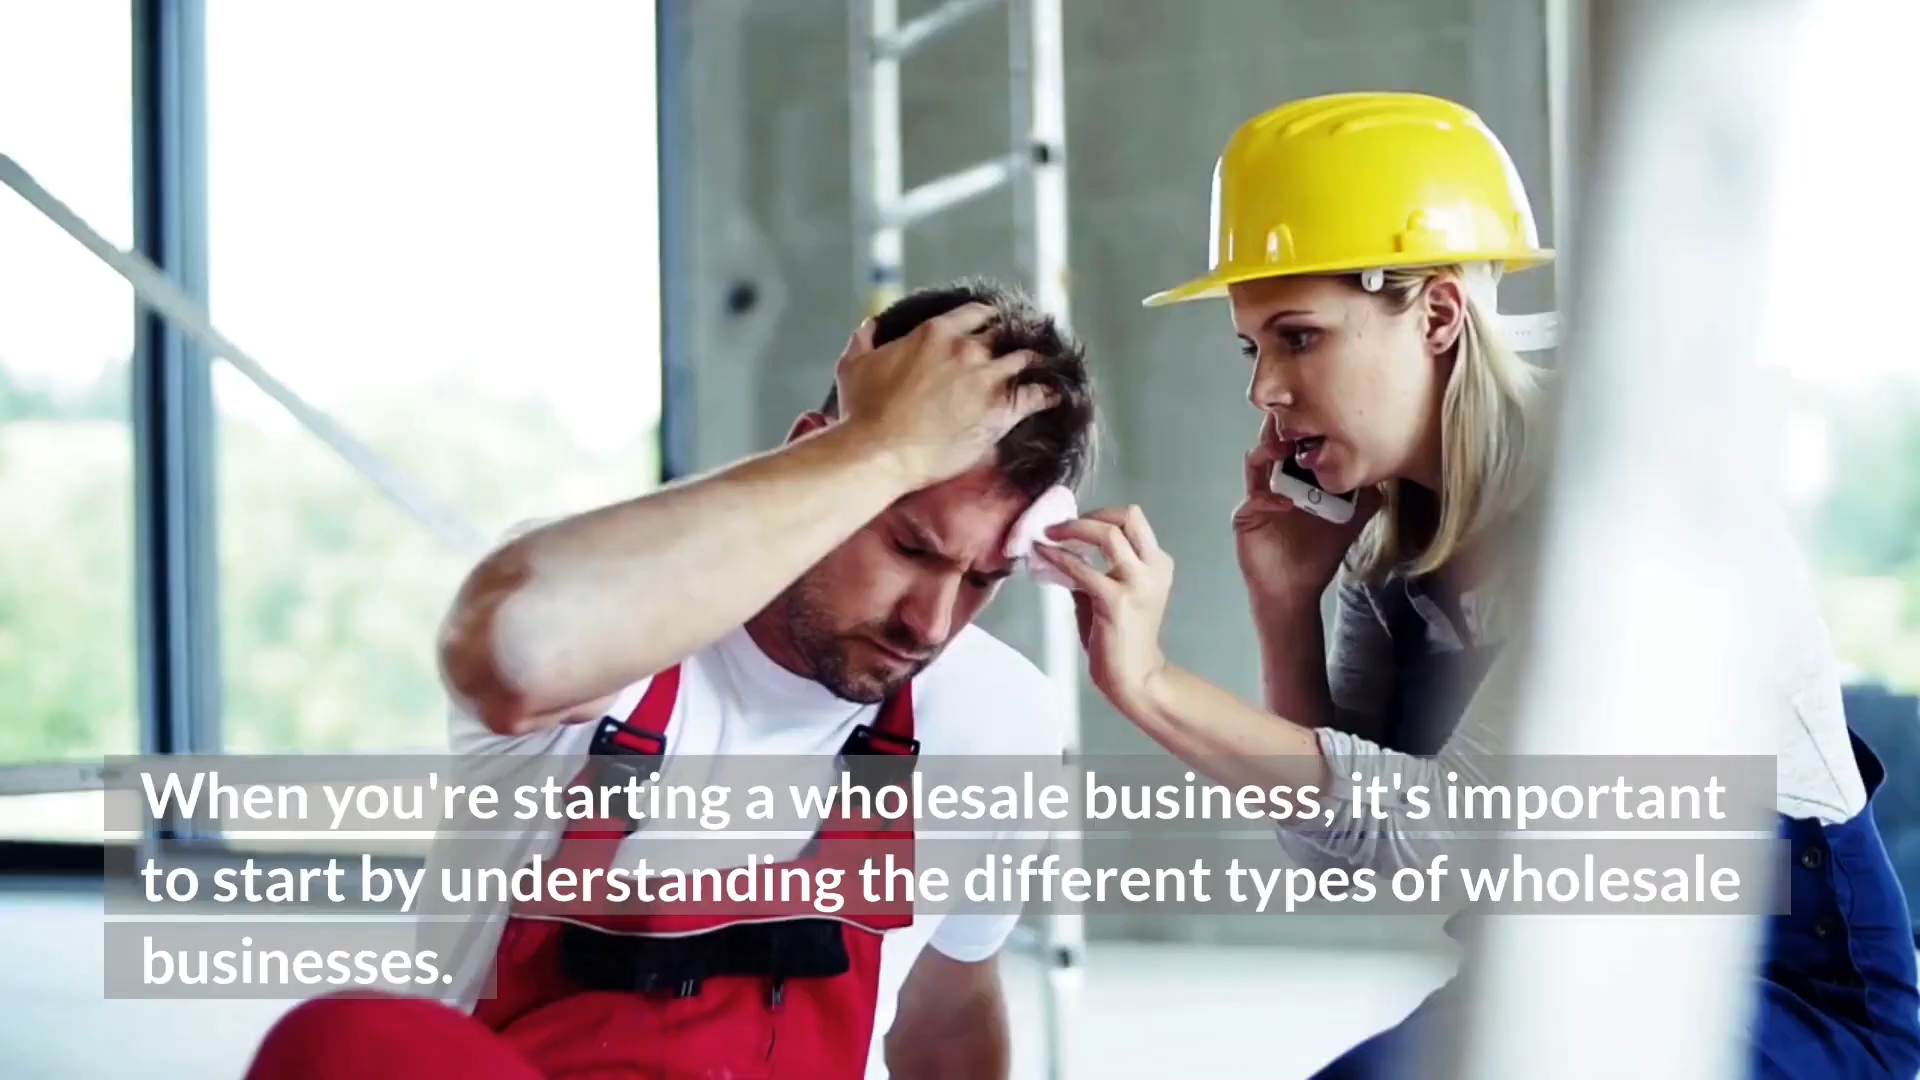 When you're starting a wholesale business, it's important
to start by understanding the different types of wholesale
businesses.